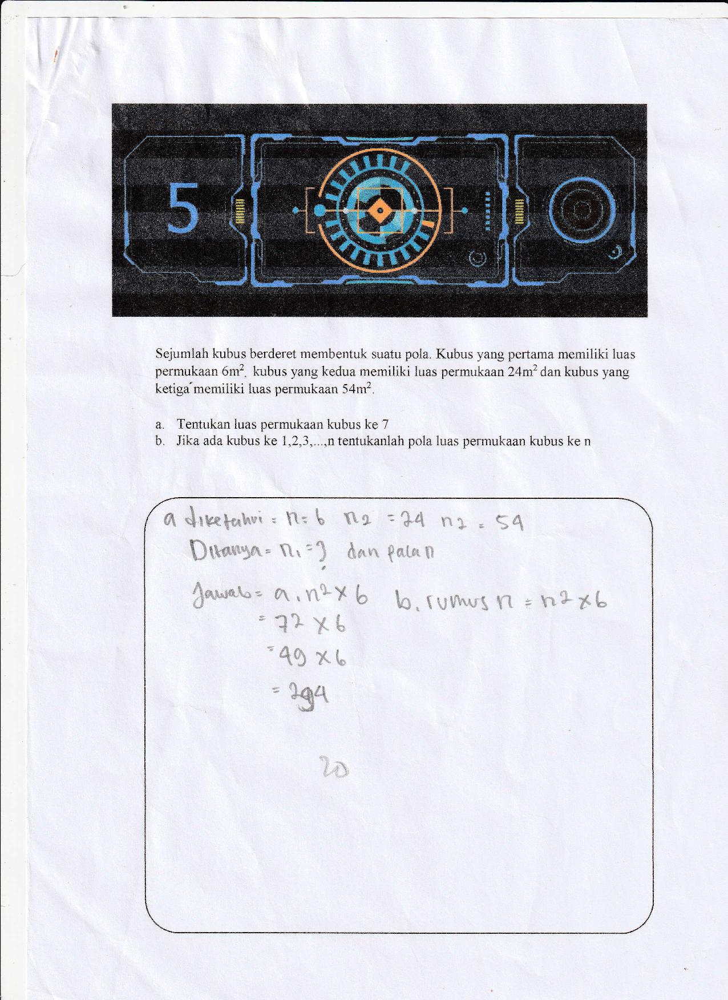 5
Sejumlah kubus berderet membentuk suatu pola. Kubus yang pertama memiliki luas
permukaan 6m², kubus yang kedua memiliki luas permukaan 24m² dan kubus yang
ketiga memiliki luas permukaan 54m².
a. Tentukan luas permukaan kubus ke 7
b. Jika ada kubus ke 1,2,3,...,n tentukanlah pola luas permukaan kubus ke n
a diketahui = n = 6 n2 = 24 n2 = 54
Ditanya = n1 = ? dan pola n
Jawab = a. n² x 6 b. rumus n = n² x 6
= 7² x 6
= 49 x 6
= 294
20